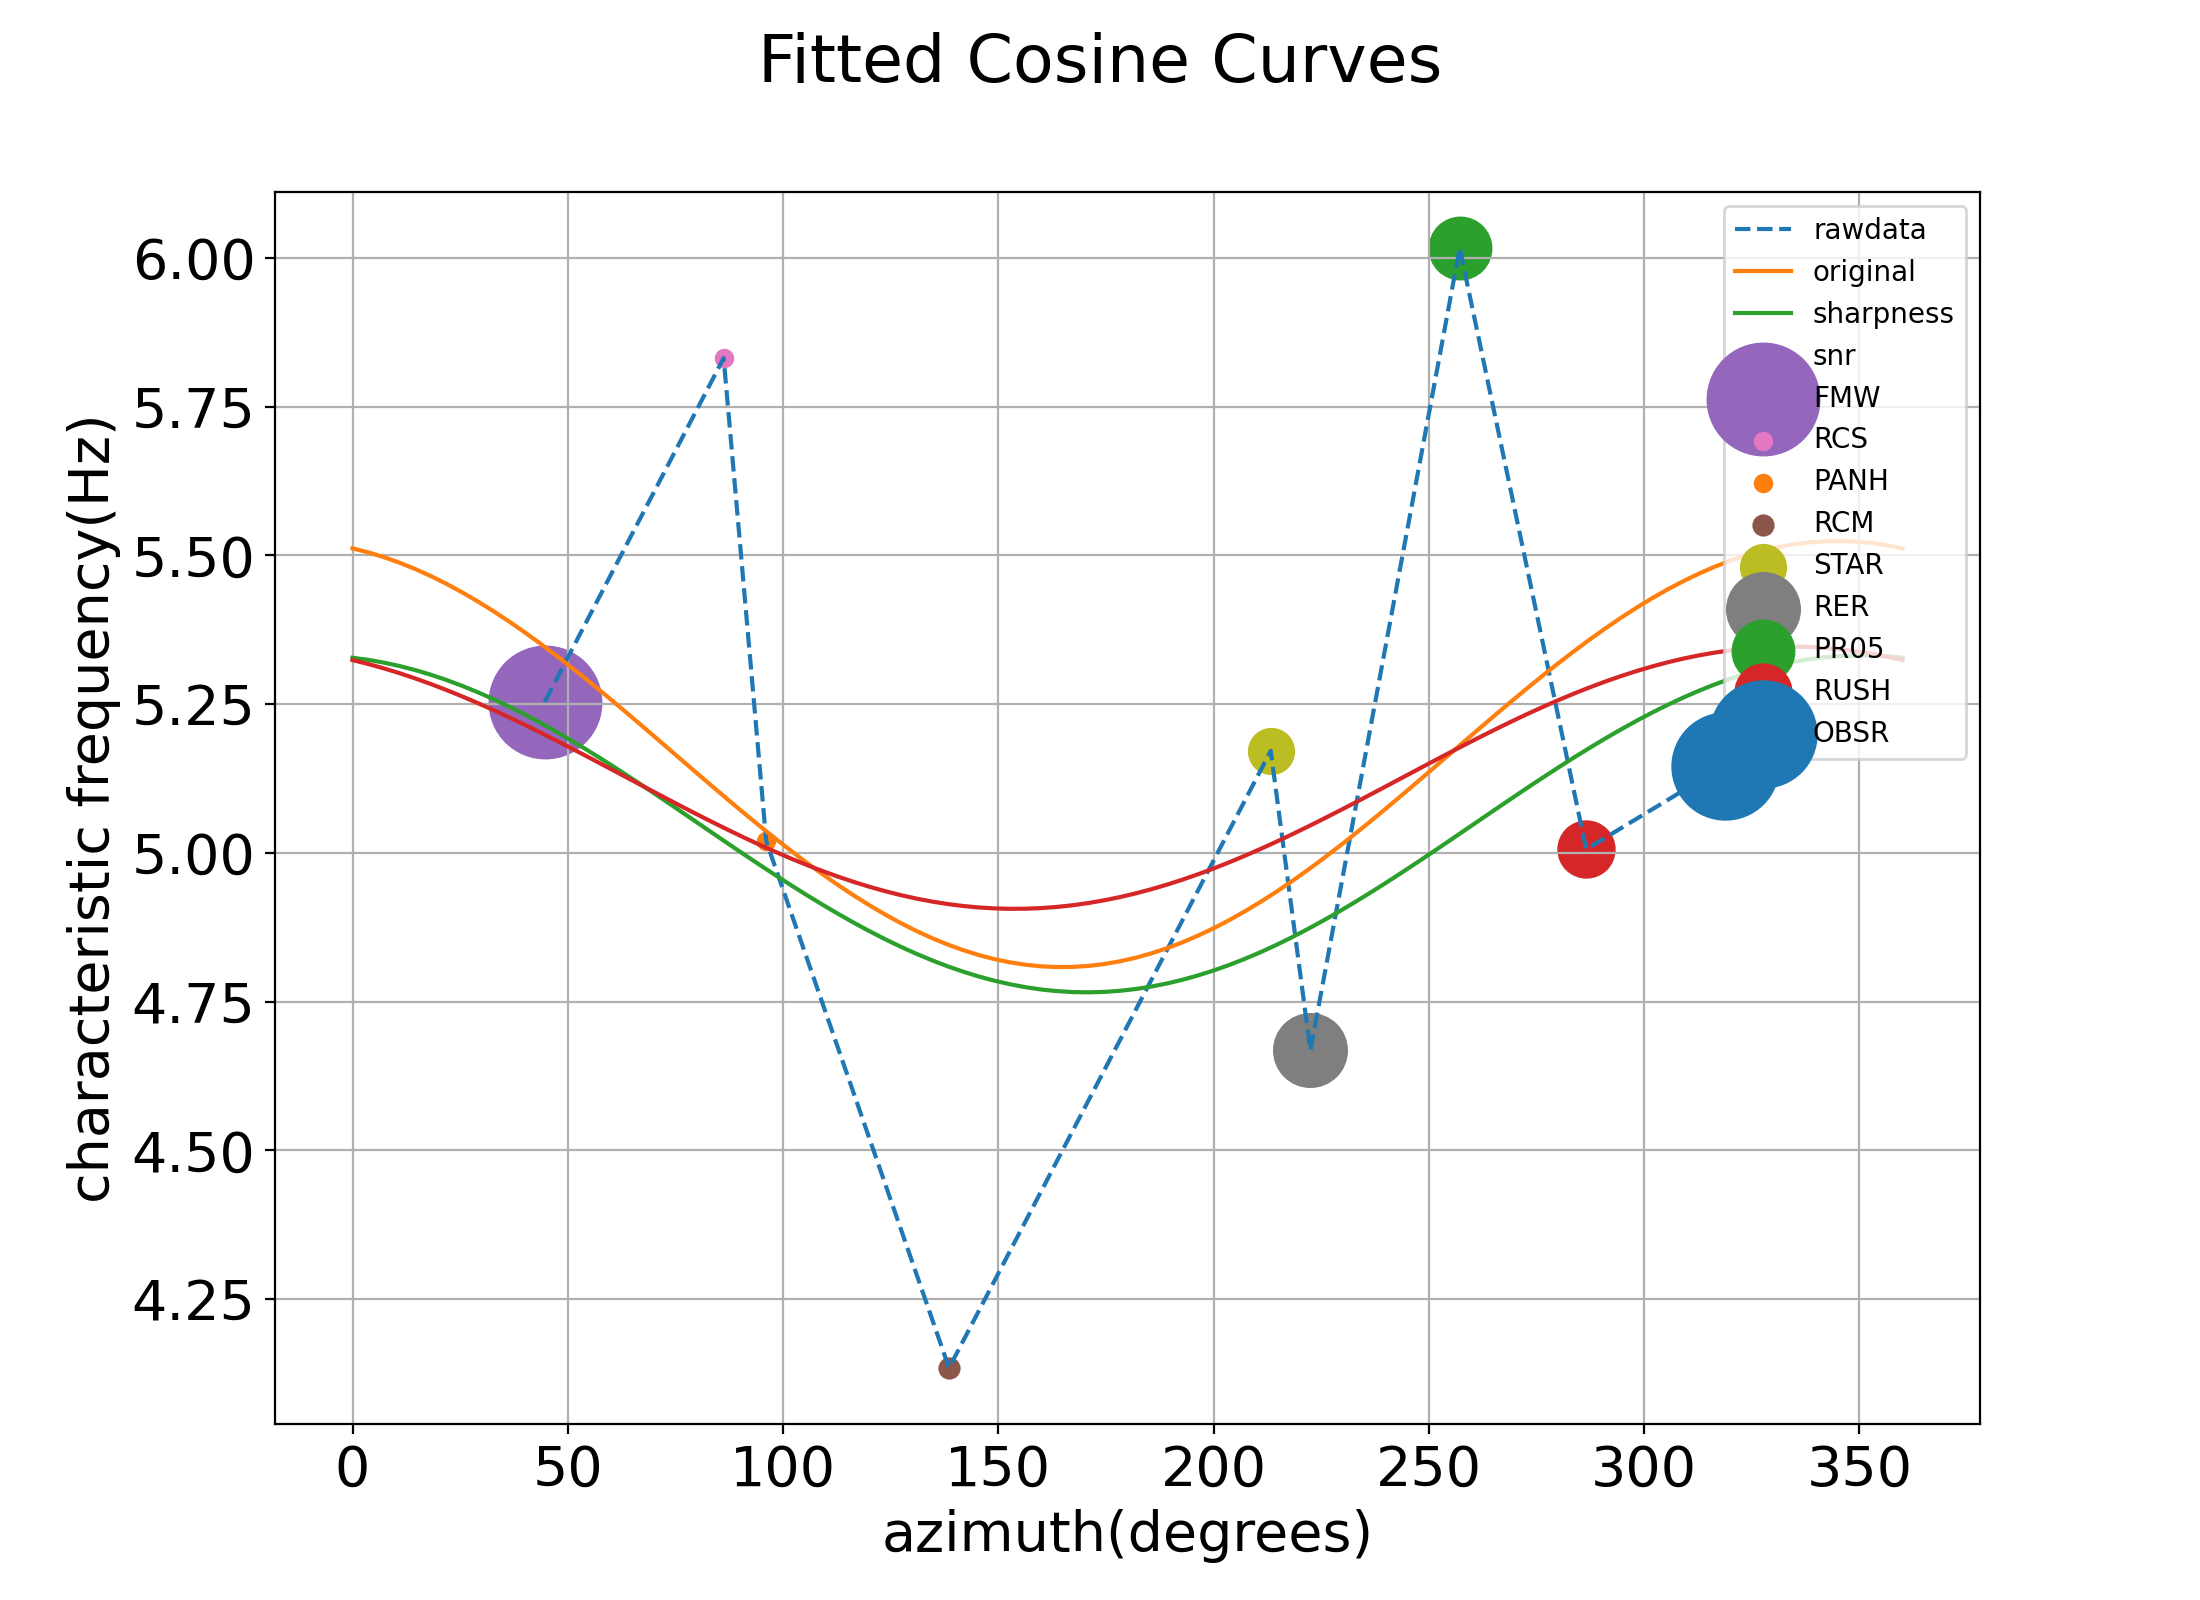 Fitted Cosine Curves
characteristic frequency(Hz)
6.00
5.75
5.50
5.25
5.00
4.75
4.50
4.25
rawdata
original
sharpness
snr
FMW
RCS
PANH
RCM
STAR
RER
PR05
RUSH
OBSR
0 50 100 150 200 250 300 350
azimuth(degrees)